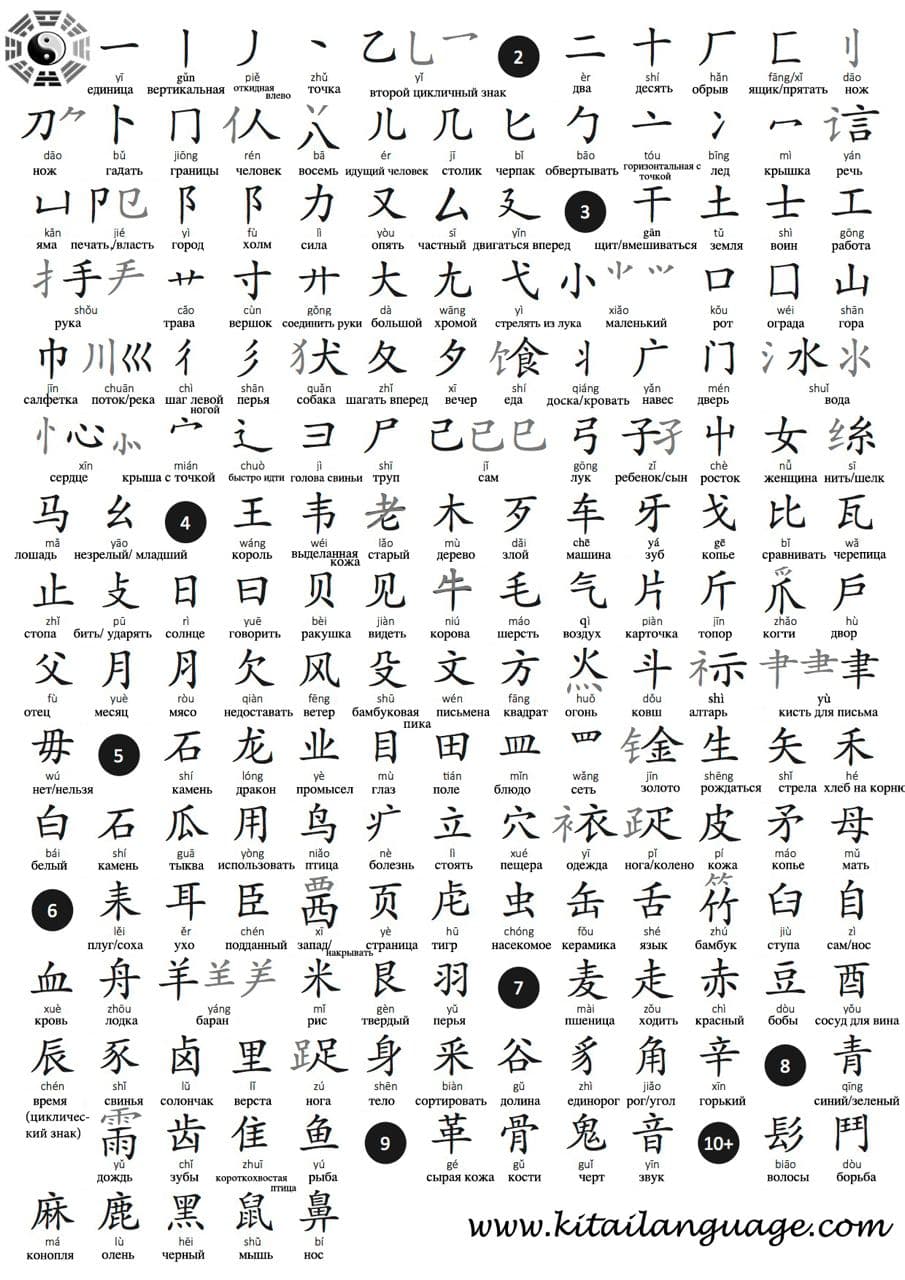 一 丨 丿 丶 乙 乚 乛 2 二 十 厂 匚 刂
yī gǔn piě zhǔ yǐ èr shí hǎn fāng/xǐ dāo
единица вертикальная откидная влево точка второй цикличный знак два десять обрыв ящик/прятать нож
刀 ⺈ 卜 冂 亻 人 丷 八 儿 几 匕 勹 亠 冫 冖 讠 言
dāo bǔ jiōng rén bā ér jī bǐ bāo tóu bīng mì yán
нож гадать границы человек восемь идущий человек столик черпак обвертывать горизонтальная с точкой лед крышка речь
凵 卩 㔾 阝 阝 力 又 厶 廴 3 干 土 士 工
kǎn jié yì fù lì yòu sī yǐn gān tǔ shì gōng
яма печать/власть город холм сила опять частный двигаться вперед щит/вмешиваться земля воин работа
扌 手 龵 艹 寸 廾 大 尢 弋 小 ⺌ ⺍ 口 囗 山
shǒu cāo cùn gǒng dà wāng yì xiǎo kǒu wéi shān
рука трава вершок соединить руки большой хромой стрелять из лука маленький рот ограда гора
巾 川 巛 彳 彡 犭 犬 夂 夕 饣 食 丬 广 门 氵 水 氺
jīn chuān chì shān quǎn zhǐ xī shí qiáng yǎn mén shuǐ
салфетка поток/река шаг левой ногой перья собака шагать вперед вечер еда доска/кровать навес дверь вода
忄 心 ⺗ 宀 辶 彐 尸 己 已 巳 弓 子 孑 屮 女 纟 糸
xīn mián chuò jì shī jǐ gōng zǐ chè nǚ sī
сердце крыша с точкой быстро идти голова свиньи труп сам лук ребенок/сын росток женщина нить/шелк
马 幺 4 王 韦 老 木 歹 车 牙 戈 比 瓦
mǎ yāo wáng wéi lǎo mù dǎi chē yá gē bǐ wǎ
лошадь незрелый/ младший король выделанная кожа старый дерево злой машина зуб копье сравнивать черепица
止 攴 日 曰 贝 见 牛 毛 气 片 斤 爪 户
zhǐ pū rì yuē bèi jiàn niú máo qì piàn jīn zhǎo hù
стопа бить/ ударять солнце говорить ракушка видеть корова шерсть воздух карточка топор когти двор
父 月 月 欠 风 殳 文 方 火 灬 斗 礻 示 肀 ⺻ 聿
fù yuè ròu qiàn fēng shū wén fāng huǒ dǒu shì yù
отец месяц мясо недоставать ветер бамбуковая пика письмена квадрат огонь ковш алтарь кисть для письма
毋 5 石 龙 业 目 田 皿 罒 钅 金 生 矢 禾
wú shí lóng yè mù tián mǐn wǎng jīn shēng shǐ hé
нет/нельзя камень дракон промысел глаз поле блюдо сеть золото рождаться стрела хлеб на корню
白 石 瓜 用 鸟 疒 立 穴 衤 衣 疋 皮 矛 母
bái shí guā yòng niǎo nè lì xué yī pǐ pí máo mǔ
белый камень тыква использовать птица болезнь стоять пещера одежда нога/колено кожа копье мать
6 耒 耳 臣 覀 西 页 虍 虫 缶 舌 竹 臼 自
lěi ěr chén xī yè hū chóng fǒu shé zhú jiù zì
плуг/соха ухо подданный запад/ накрывать страница тигр насекомое керамика язык бамбук ступа сам/нос
血 舟 羊 ⺶ ⺷ 米 艮 羽 7 麦 走 赤 豆 酉
xuè zhōu yáng mǐ gèn yǔ mài zǒu chì dòu yǒu
кровь лодка баран рис твердый перья пшеница ходить красный бобы сосуд для вина
辰 豕 卤 里 ⻊ 足 身 釆 谷 豸 角 辛 8 青
chén shǐ lǔ lǐ zú shēn biàn gǔ zhì jiǎo xīn qīng
время (цикличес- кий знак) свинья солончак верста нога тело сортировать долина единорог рог/угол горький синий/зеленый
雨 齿 隹 鱼 9 革 骨 鬼 音 10+ 髟 鬥
yǔ chǐ zhuī yú gé gǔ guǐ yīn biāo dòu
дождь зубы короткохвостая птица рыба сырая кожа кости черт звук волосы борьба
麻 鹿 黑 鼠 鼻
má lù hēi shǔ bí
конопля олень черный мышь нос
www.kitailanguage.com